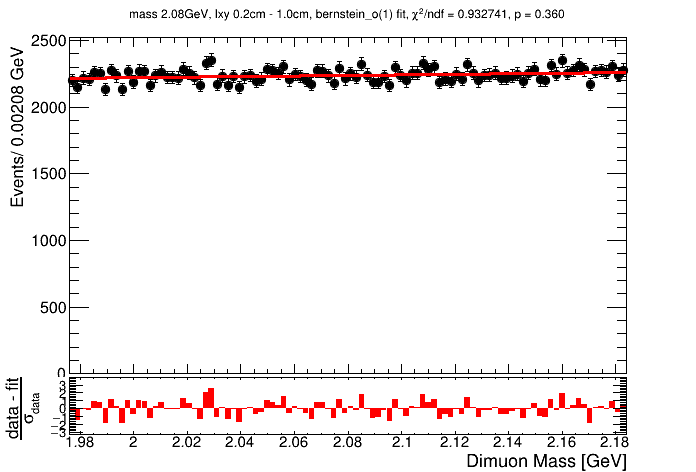 mass 2.08GeV, lxy 0.2cm - 1.0cm, bernstein_o(1) fit, χ²/ndf = 0.932741, p = 0.360
2500
2000
1500
1000
500
0
Events/ 0.00208 GeV
3
2
1
0
−1
−2
−3
data - fit
σdata
1.98 2 2.02 2.04 2.06 2.08 2.1 2.12 2.14 2.16 2.18
Dimuon Mass [GeV]